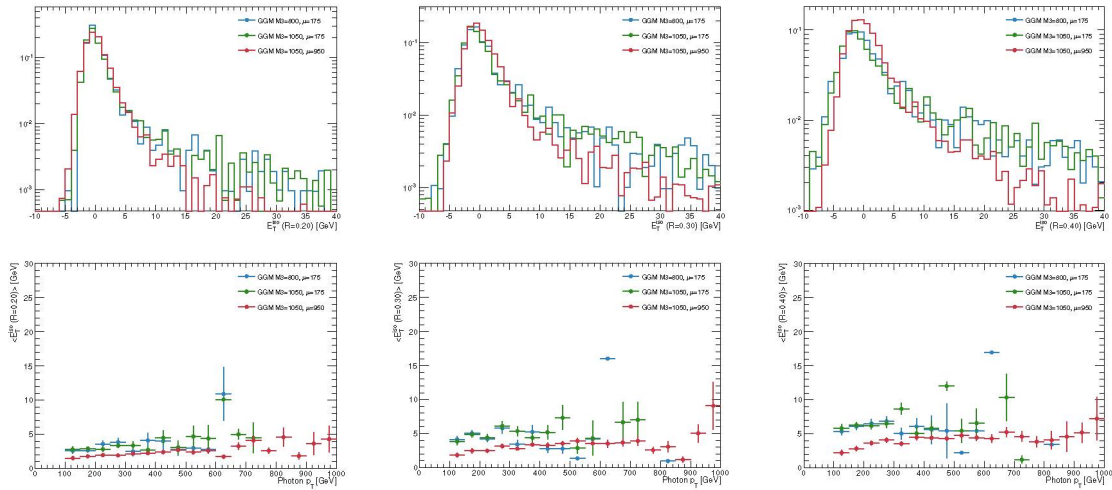 GGM M3=800, μ=175
GGM M3=1050, μ=175
GGM M3=1050, μ=950
10⁻¹
10⁻²
10⁻³
-10 -5 0 5 10 15 20 25 30 35 40
E_T^iso (R=0.20) [GeV]
GGM M3=800, μ=175
GGM M3=1050, μ=175
GGM M3=1050, μ=950
10⁻¹
10⁻²
10⁻³
-10 -5 0 5 10 15 20 25 30 35 40
E_T^iso (R=0.30) [GeV]
GGM M3=800, μ=175
GGM M3=1050, μ=175
GGM M3=1050, μ=950
10⁻¹
10⁻²
10⁻³
-10 -5 0 5 10 15 20 25 30 35 40
E_T^iso (R=0.40) [GeV]
<E_T^iso (R=0.20)> [GeV]
30
25
20
15
10
5
0
GGM M3=800, μ=175
GGM M3=1050, μ=175
GGM M3=1050, μ=950
0 100 200 300 400 500 600 700 800 900 1000
Photon p_T [GeV]
<E_T^iso (R=0.30)> [GeV]
30
25
20
15
10
5
0
GGM M3=800, μ=175
GGM M3=1050, μ=175
GGM M3=1050, μ=950
0 100 200 300 400 500 600 700 800 900 1000
Photon p_T [GeV]
<E_T^iso (R=0.40)> [GeV]
30
25
20
15
10
5
0
GGM M3=800, μ=175
GGM M3=1050, μ=175
GGM M3=1050, μ=950
0 100 200 300 400 500 600 700 800 900 1000
Photon p_T [GeV]